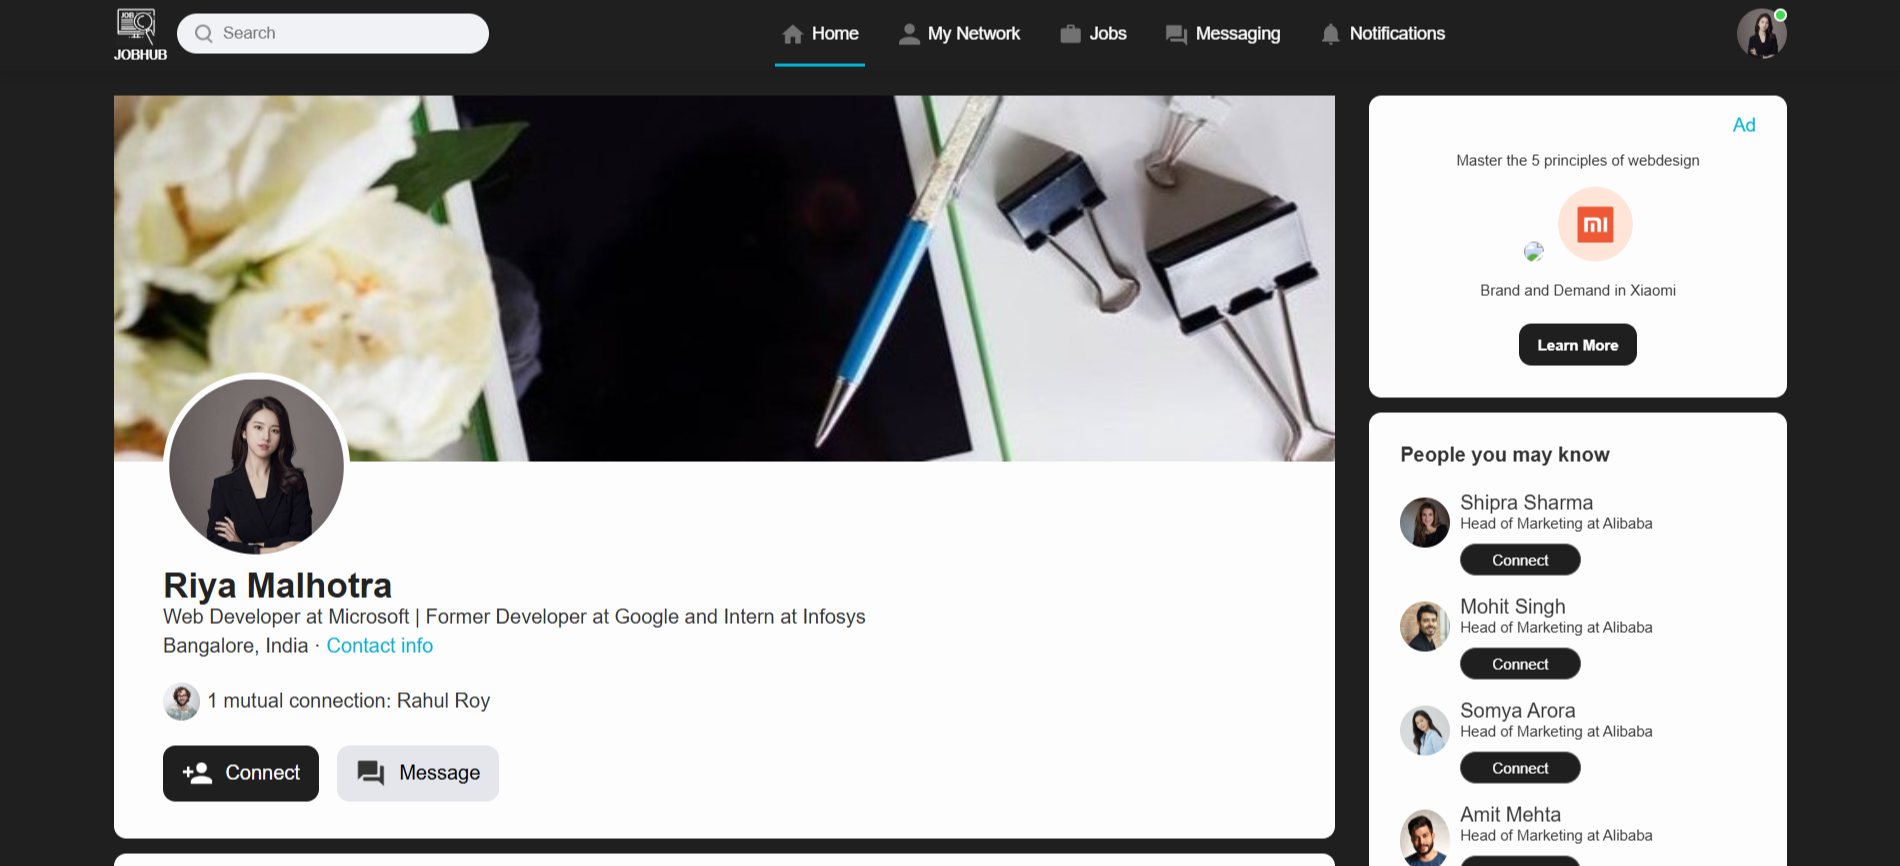 JOB
JOBHUB
Search
Home
My Network
Jobs
Messaging
Notifications
Riya Malhotra
Web Developer at Microsoft | Former Developer at Google and Intern at Infosys
Bangalore, India · Contact info
1 mutual connection: Rahul Roy
Connect
Message
Ad
Master the 5 principles of webdesign
mi
Brand and Demand in Xiaomi
Learn More
People you may know
Shipra Sharma
Head of Marketing at Alibaba
Connect
Mohit Singh
Head of Marketing at Alibaba
Connect
Somya Arora
Head of Marketing at Alibaba
Connect
Amit Mehta
Head of Marketing at Alibaba